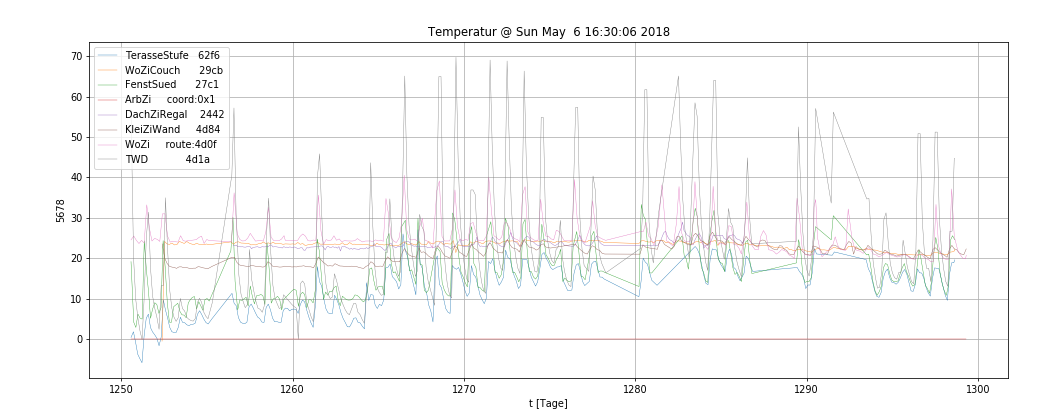 Temperatur @ Sun May  6 16:30:06 2018
70
60
50
40
30
20
10
0
5678
TerasseStufe   62f6
WoZiCouch      29cb
FenstSued      27c1
ArbZi     coord:0x1
DachZiRegal    2442
KleiZiWand     4d84
WoZi     route:4d0f
TWD            4d1a
1250 1260 1270 1280 1290 1300
t [Tage]